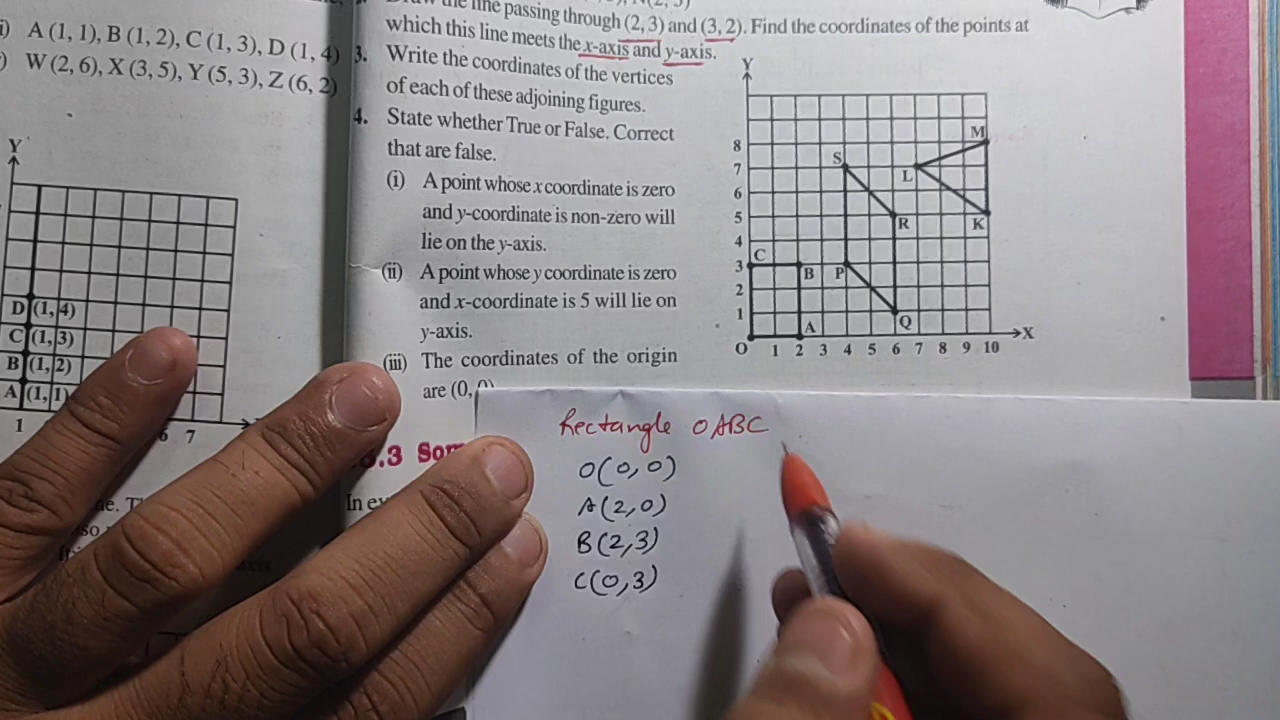 Draw the line passing through (2, 3) and (3, 2). Find the coordinates of the points at
which this line meets the x-axis and y-axis.
A (1, 1), B (1, 2), C (1, 3), D (1, 4)
W (2, 6), X (3, 5), Y (5, 3), Z (6, 2)
3. Write the coordinates of the vertices
of each of these adjoining figures.
4. State whether True or False. Correct
that are false.
(i) A point whose x coordinate is zero
and y-coordinate is non-zero will
lie on the y-axis.
(ii) A point whose y coordinate is zero
and x-coordinate is 5 will lie on
y-axis.
(iii) The coordinates of the origin
are (0, 0)
Y
D (1, 4)
C (1, 3)
B (1, 2)
A (1, 1)
1 6 7
Y
8
7
6
5
4
3
2
1
O 1 2 3 4 5 6 7 8 9 10 X
M
S
L
R
K
C
B
P
A
Q
In
Rectangle OABC
O(0,0)
A(2,0)
B(2,3)
C(0,3)